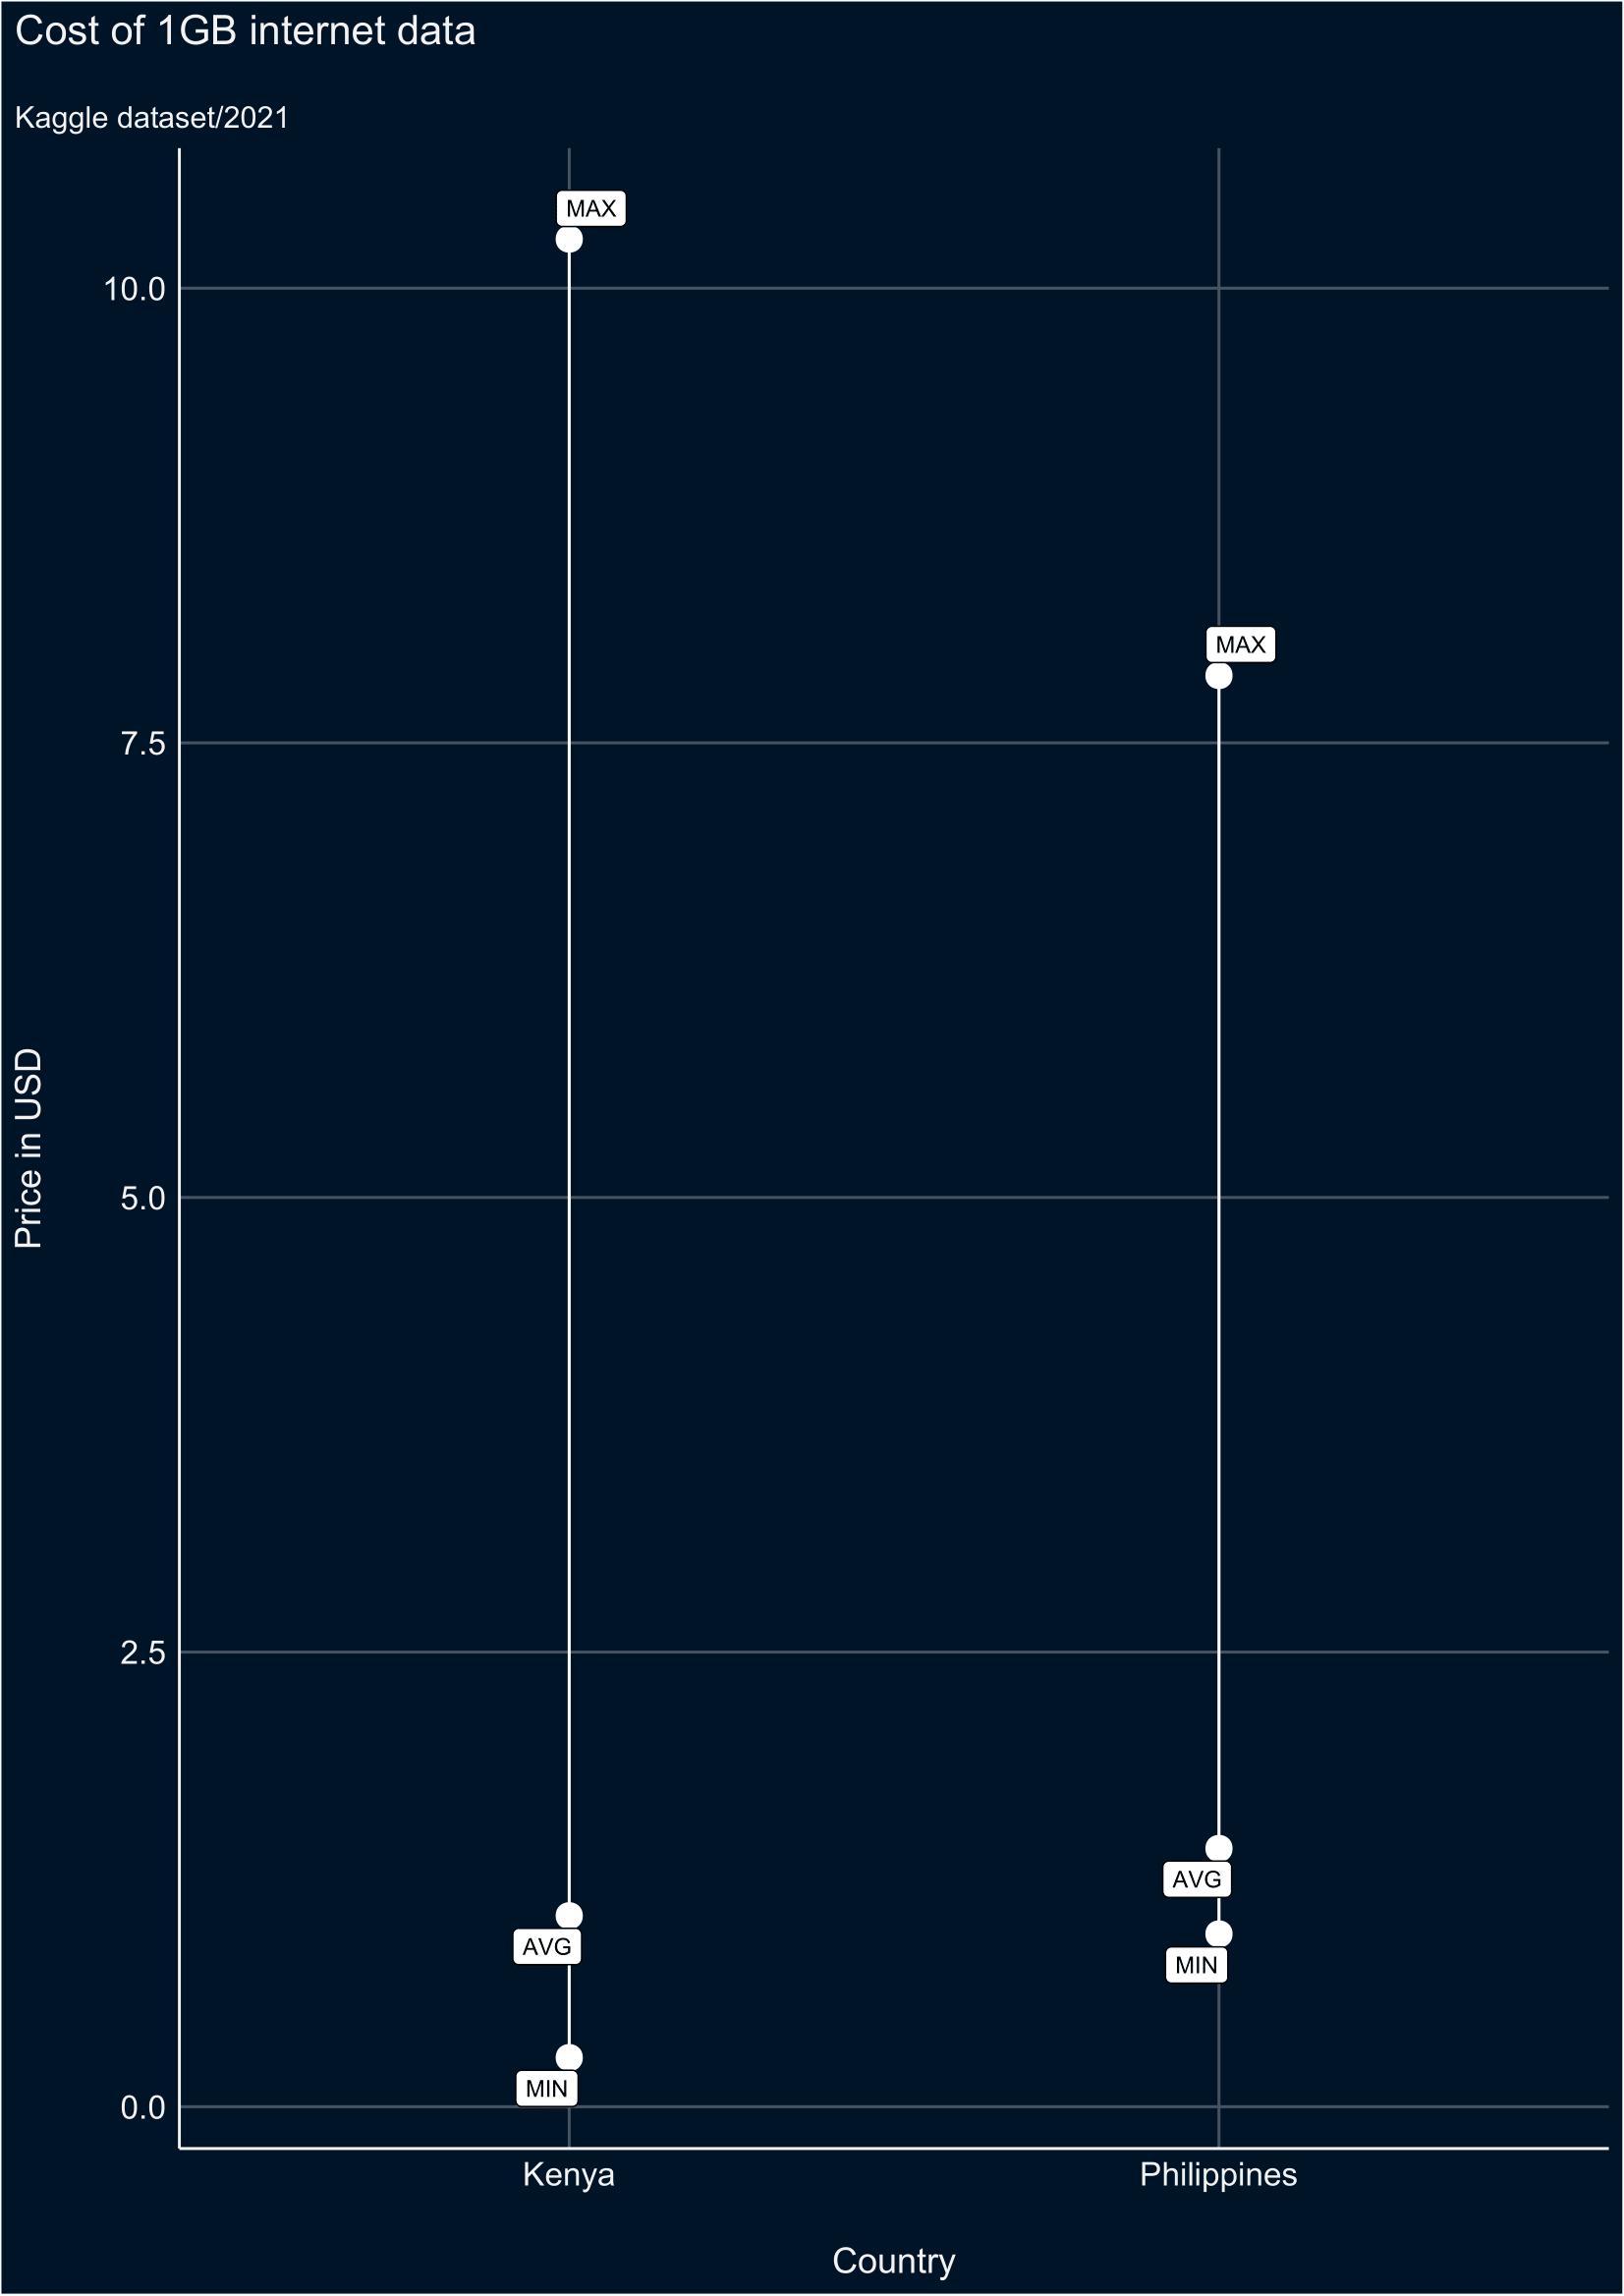 Cost of 1GB internet data
Kaggle dataset/2021
MAX
10.0
MAX
7.5
Price in USD
5.0
2.5
AVG
AVG
MIN
MIN
0.0
Kenya Philippines
Country